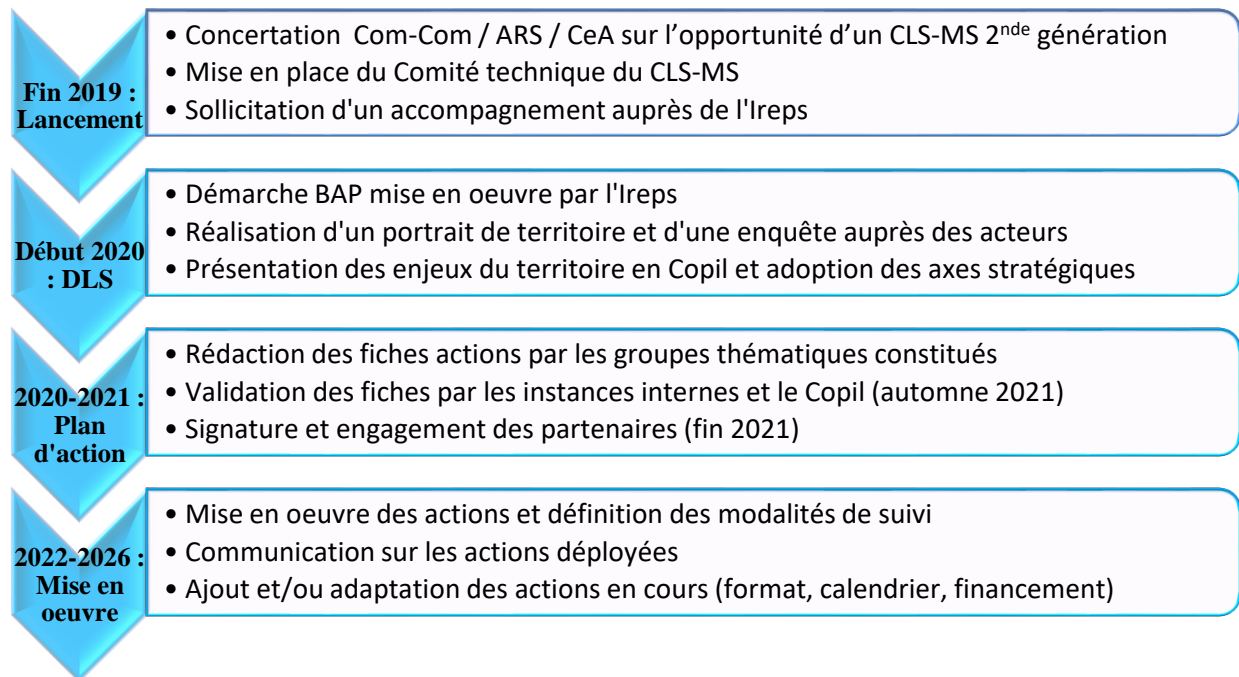 Fin 2019 :
Lancement
• Concertation Com-Com / ARS / CeA sur l’opportunité d’un CLS-MS 2nde génération
• Mise en place du Comité technique du CLS-MS
• Sollicitation d'un accompagnement auprès de l'Ireps
Début 2020
: DLS
• Démarche BAP mise en oeuvre par l'Ireps
• Réalisation d'un portrait de territoire et d'une enquête auprès des acteurs
• Présentation des enjeux du territoire en Copil et adoption des axes stratégiques
2020-2021 :
Plan
d'action
• Rédaction des fiches actions par les groupes thématiques constitués
• Validation des fiches par les instances internes et le Copil (automne 2021)
• Signature et engagement des partenaires (fin 2021)
2022-2026 :
Mise en
oeuvre
• Mise en oeuvre des actions et définition des modalités de suivi
• Communication sur les actions déployées
• Ajout et/ou adaptation des actions en cours (format, calendrier, financement)